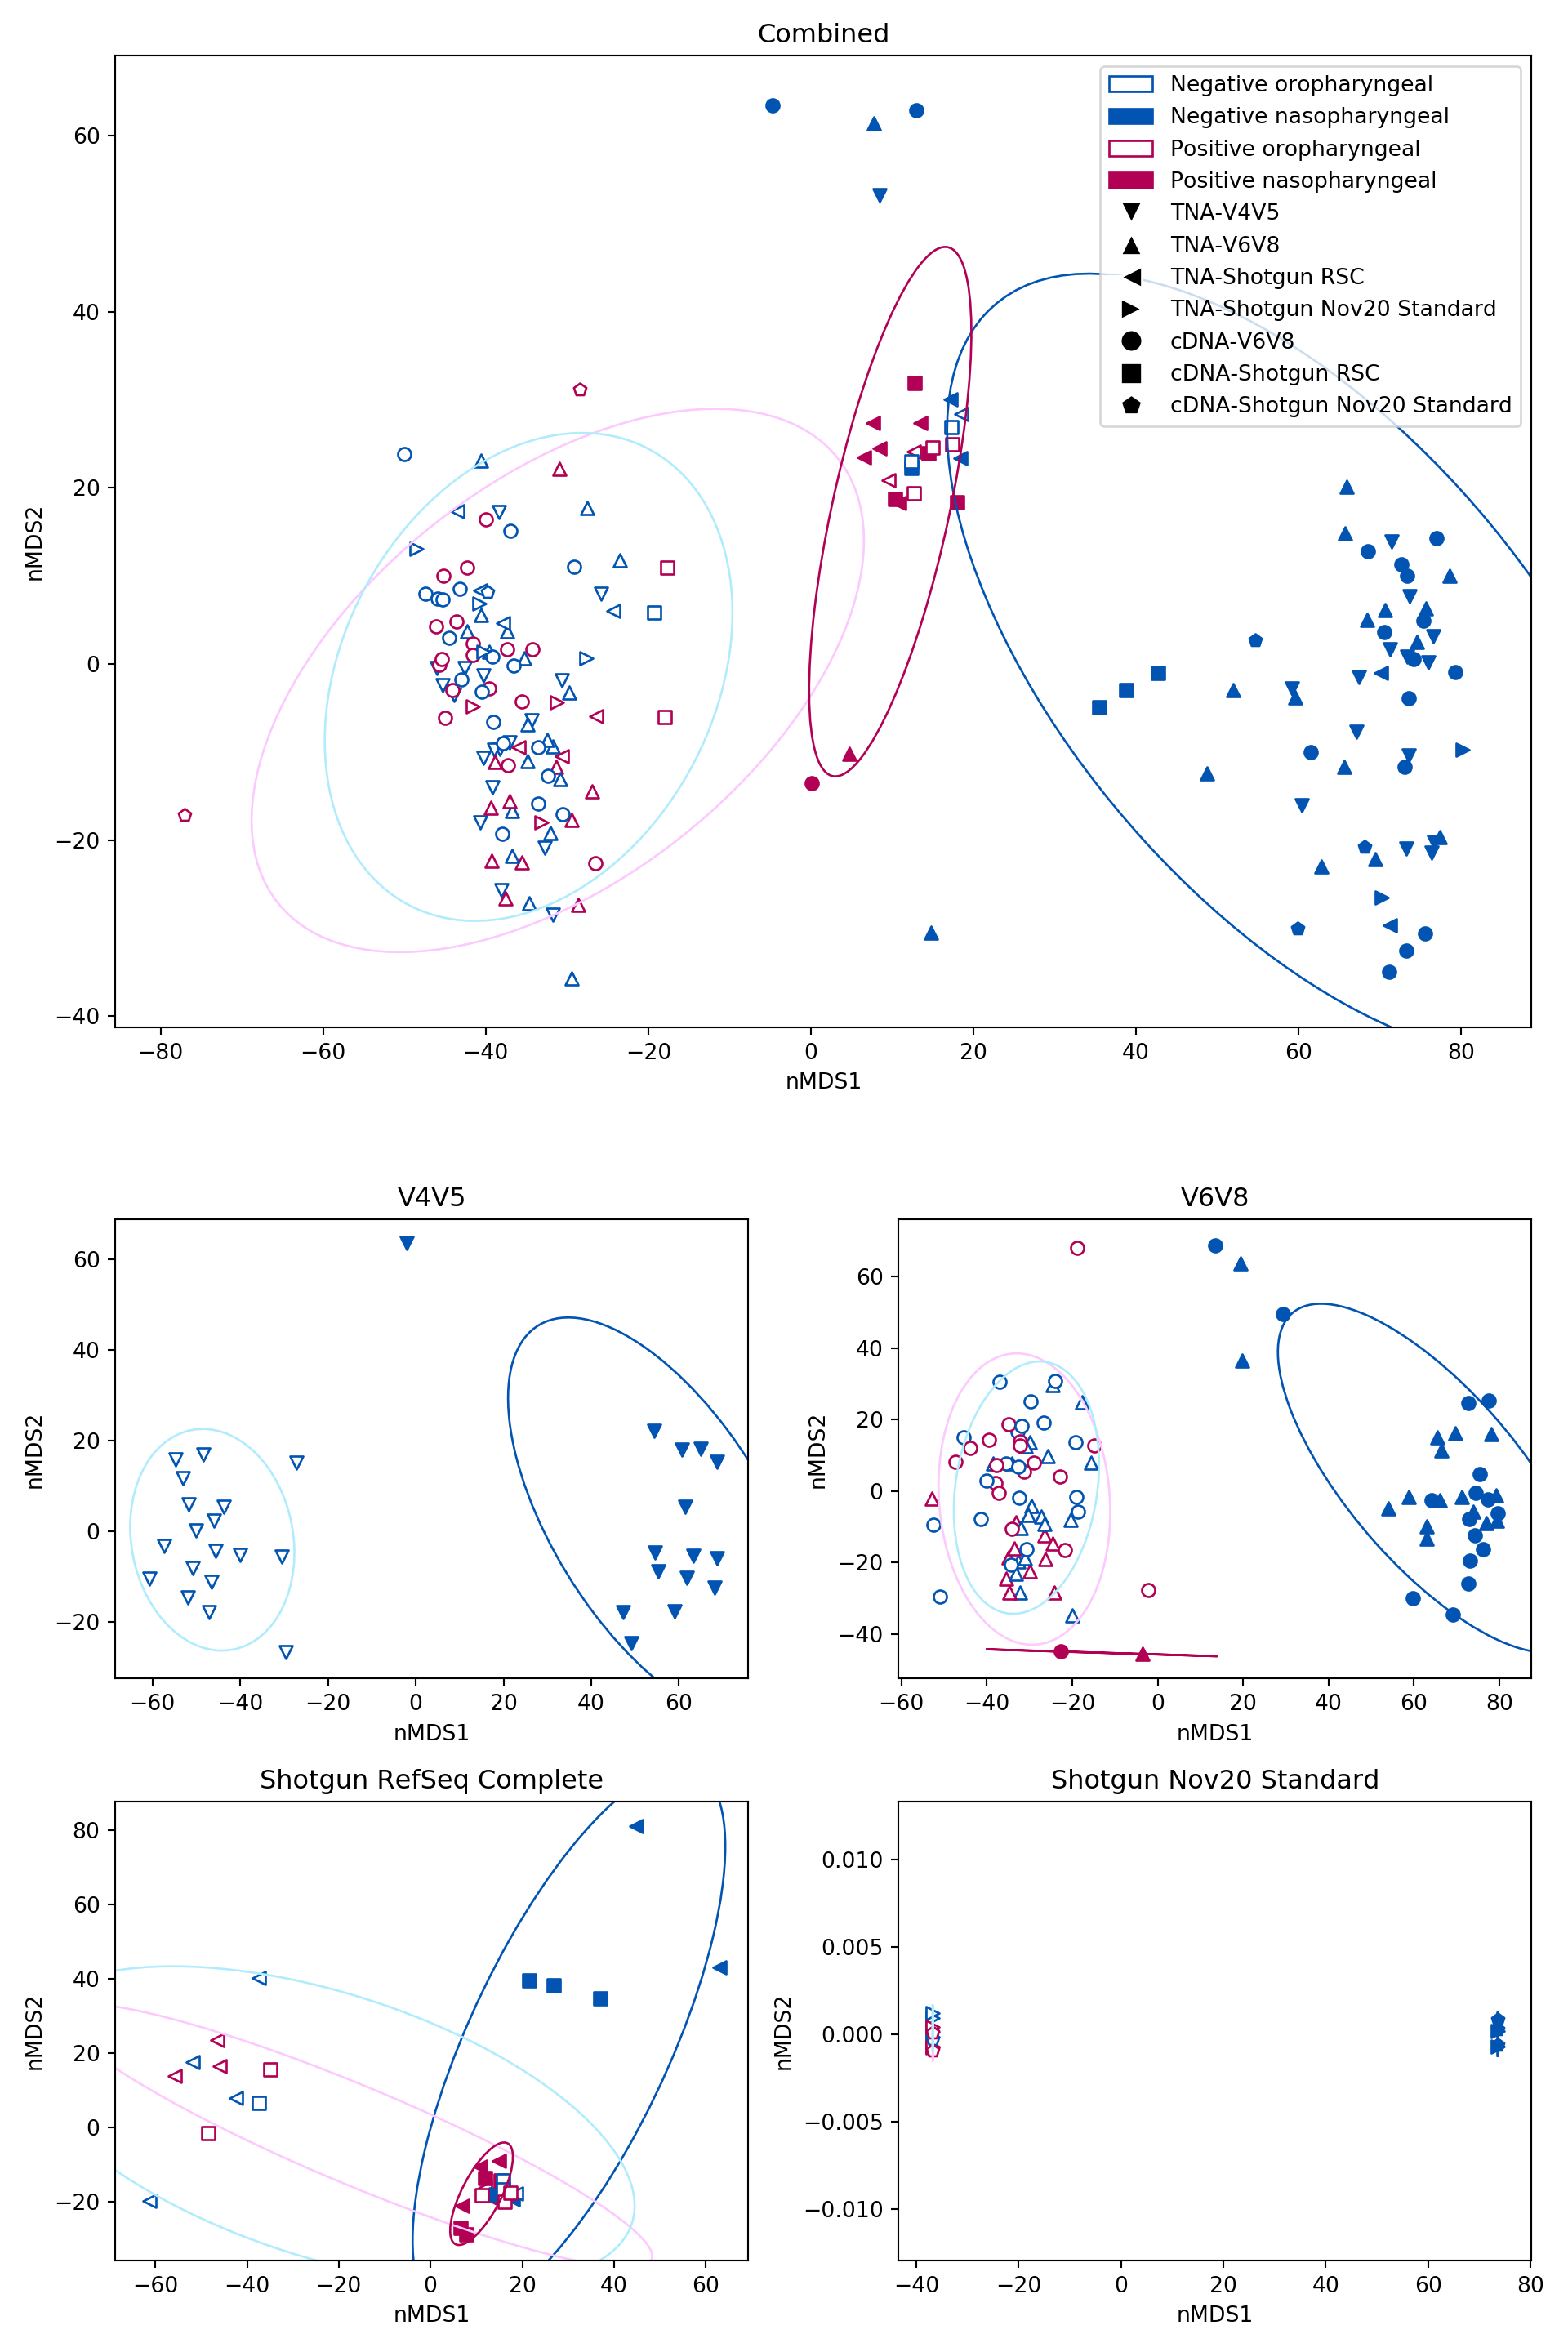 Combined
60
40
20
0
−20
−40
nMDS2
Negative oropharyngeal
Negative nasopharyngeal
Positive oropharyngeal
Positive nasopharyngeal
TNA-V4V5
TNA-V6V8
TNA-Shotgun RSC
TNA-Shotgun Nov20 Standard
cDNA-V6V8
cDNA-Shotgun RSC
cDNA-Shotgun Nov20 Standard
−80 −60 −40 −20 0 20 40 60 80
nMDS1
V4V5
60
40
20
0
−20
nMDS2
−60 −40 −20 0 20 40 60
nMDS1
V6V8
60
40
20
0
−20
−40
nMDS2
−60 −40 −20 0 20 40 60 80
nMDS1
Shotgun RefSeq Complete
80
60
40
20
0
−20
nMDS2
−60 −40 −20 0 20 40 60
nMDS1
Shotgun Nov20 Standard
0.010
0.005
0.000
−0.005
−0.010
nMDS2
−40 −20 0 20 40 60 80
nMDS1